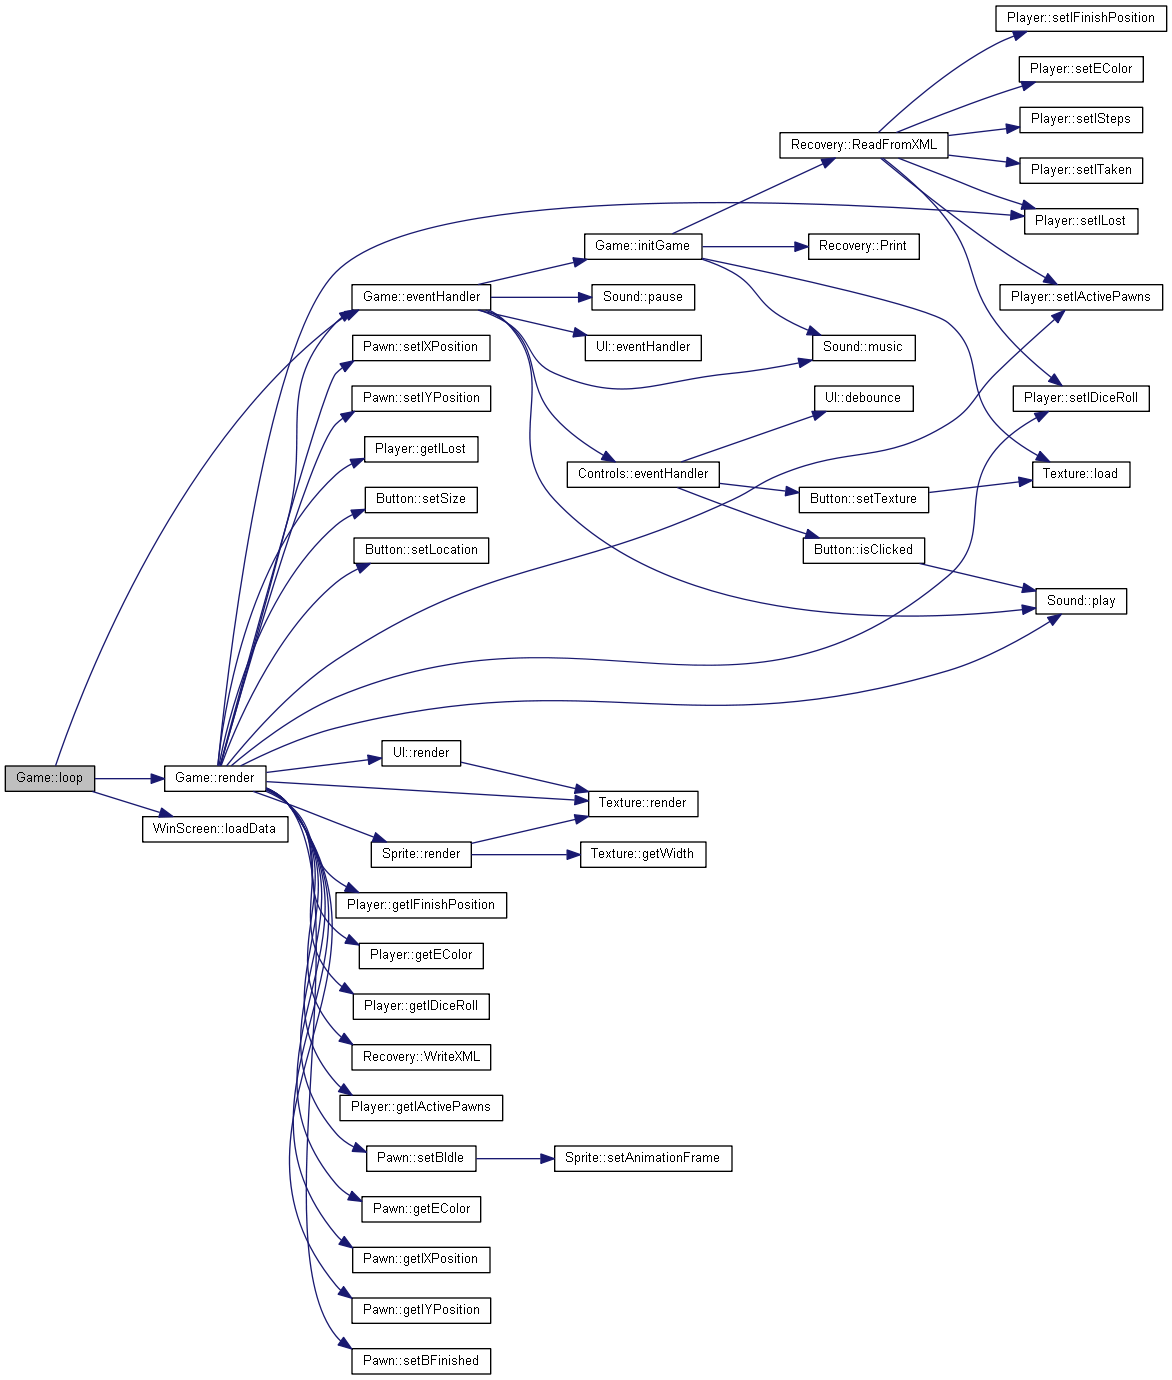 Player::setIFinishPosition
Player::setEColor
Player::setISteps
Recovery::ReadFromXML
Player::setITaken
Player::setILost
Game::initGame
Recovery::Print
Game::eventHandler
Sound::pause
Player::setIActivePawns
Pawn::setIXPosition
UI::eventHandler
Sound::music
Pawn::setIYPosition
UI::debounce
Player::setIDiceRoll
Player::getILost
Controls::eventHandler
Texture::load
Button::setSize
Button::setTexture
Button::setLocation
Button::isClicked
Sound::play
UI::render
Game::loop
Game::render
Texture::render
WinScreen::loadData
Sprite::render
Texture::getWidth
Player::getIFinishPosition
Player::getEColor
Player::getIDiceRoll
Recovery::WriteXML
Player::getIActivePawns
Pawn::setBIdle
Sprite::setAnimationFrame
Pawn::getEColor
Pawn::getIXPosition
Pawn::getIYPosition
Pawn::setBFinished